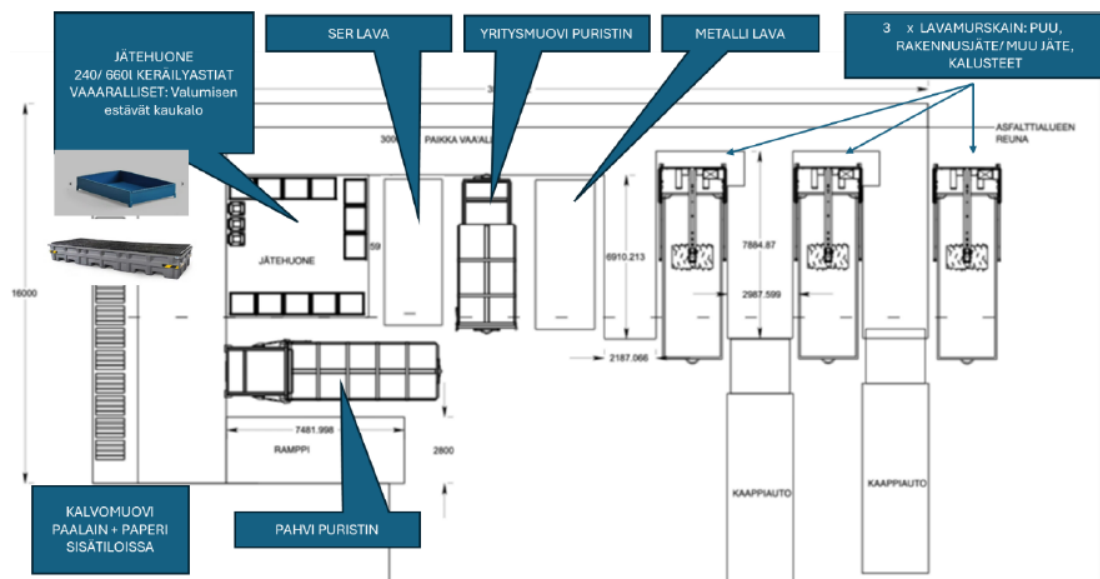 JÄTEHUONE
240/ 660l KERÄILYASTIAT
VAAARALLISET: Valumisen
estävät kaukalo
SER LAVA
YRITYSMUOVI PURISTIN
METALLI LAVA
3 x LAVAMURSKAIN: PUU,
RAKENNUSJÄTE/ MUU JÄTE,
KALUSTEET
ASFALTTIALUEEN
REUNA
PAIKKA VAA'AL
16000
59
JÄTEHUONE
6910.213
7884.87
2987.599
2187.066
7481.998
RAMPPI
2800
KAAPPIAUTO
KAAPPIAUTO
KALVOMUOVI
PAALAIN + PAPERI
SISÄTILOISSA
PAHVI PURISTIN